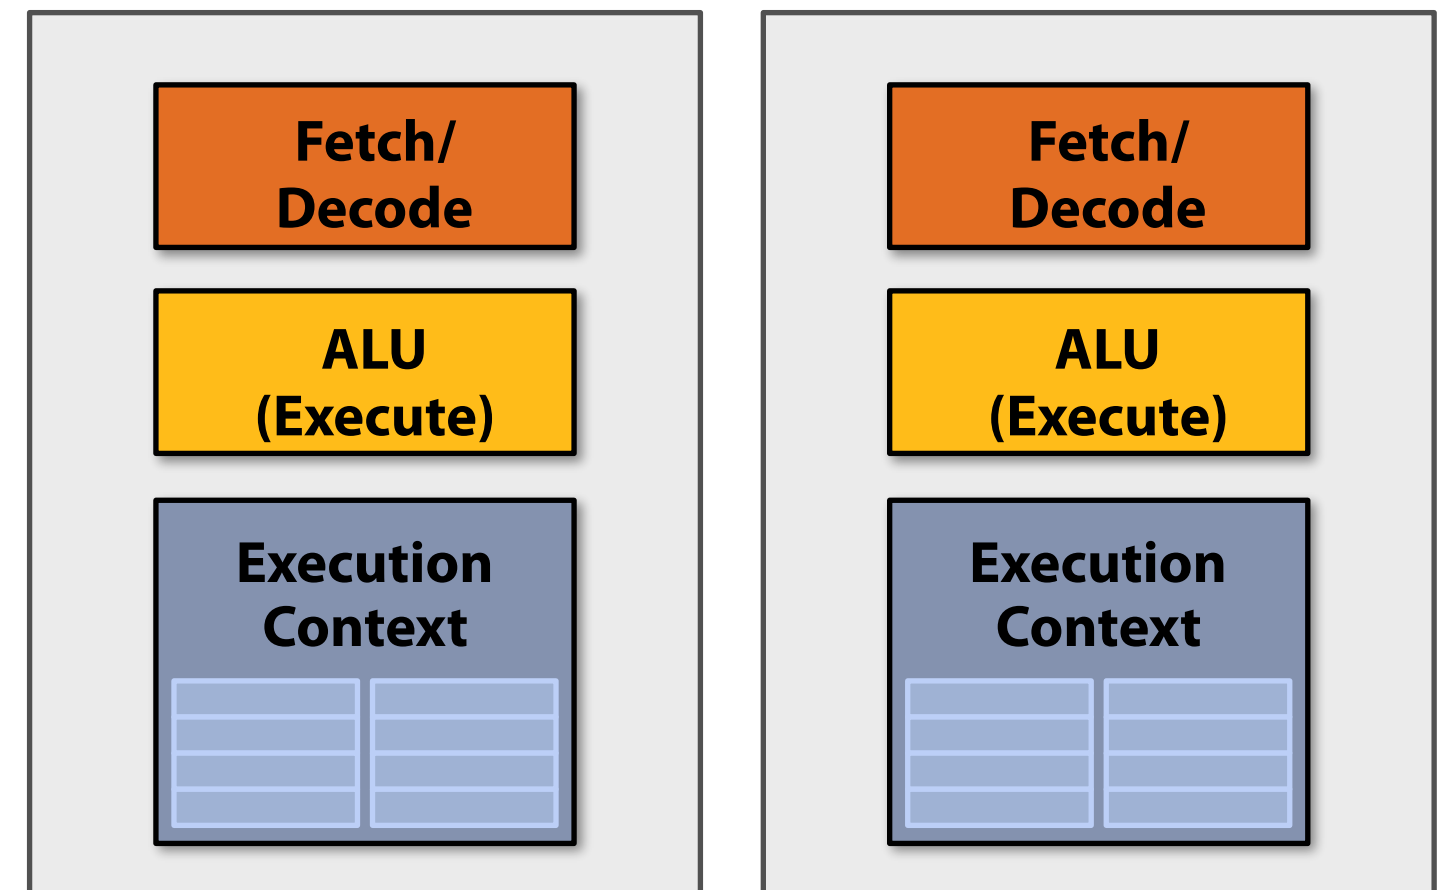 Fetch/
Decode
ALU
(Execute)
Execution
Context
Fetch/
Decode
ALU
(Execute)
Execution
Context